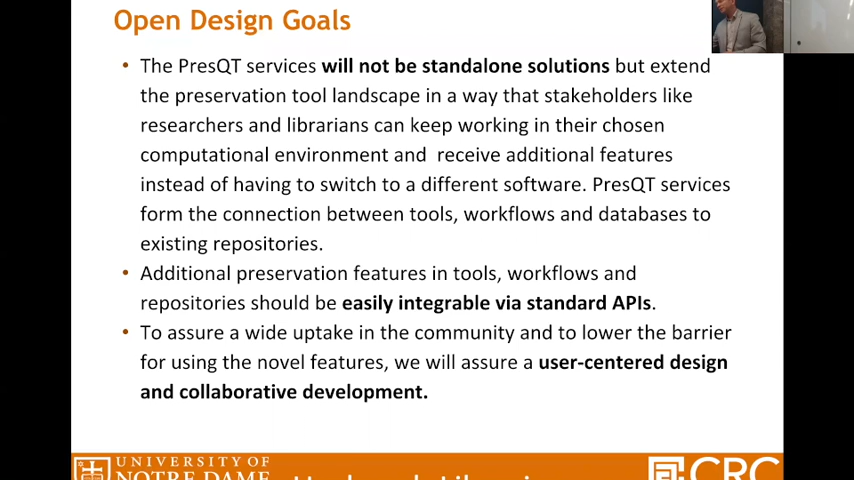 Open Design Goals
• The PresQT services will not be standalone solutions but extend
the preservation tool landscape in a way that stakeholders like
researchers and librarians can keep working in their chosen
computational environment and receive additional features
instead of having to switch to a different software. PresQT services
form the connection between tools, workflows and databases to
existing repositories.
• Additional preservation features in tools, workflows and
repositories should be easily integrable via standard APIs.
• To assure a wide uptake in the community and to lower the barrier
for using the novel features, we will assure a user-centered design
and collaborative development.
UNIVERSITY OF
NOTRE DAME
CRC